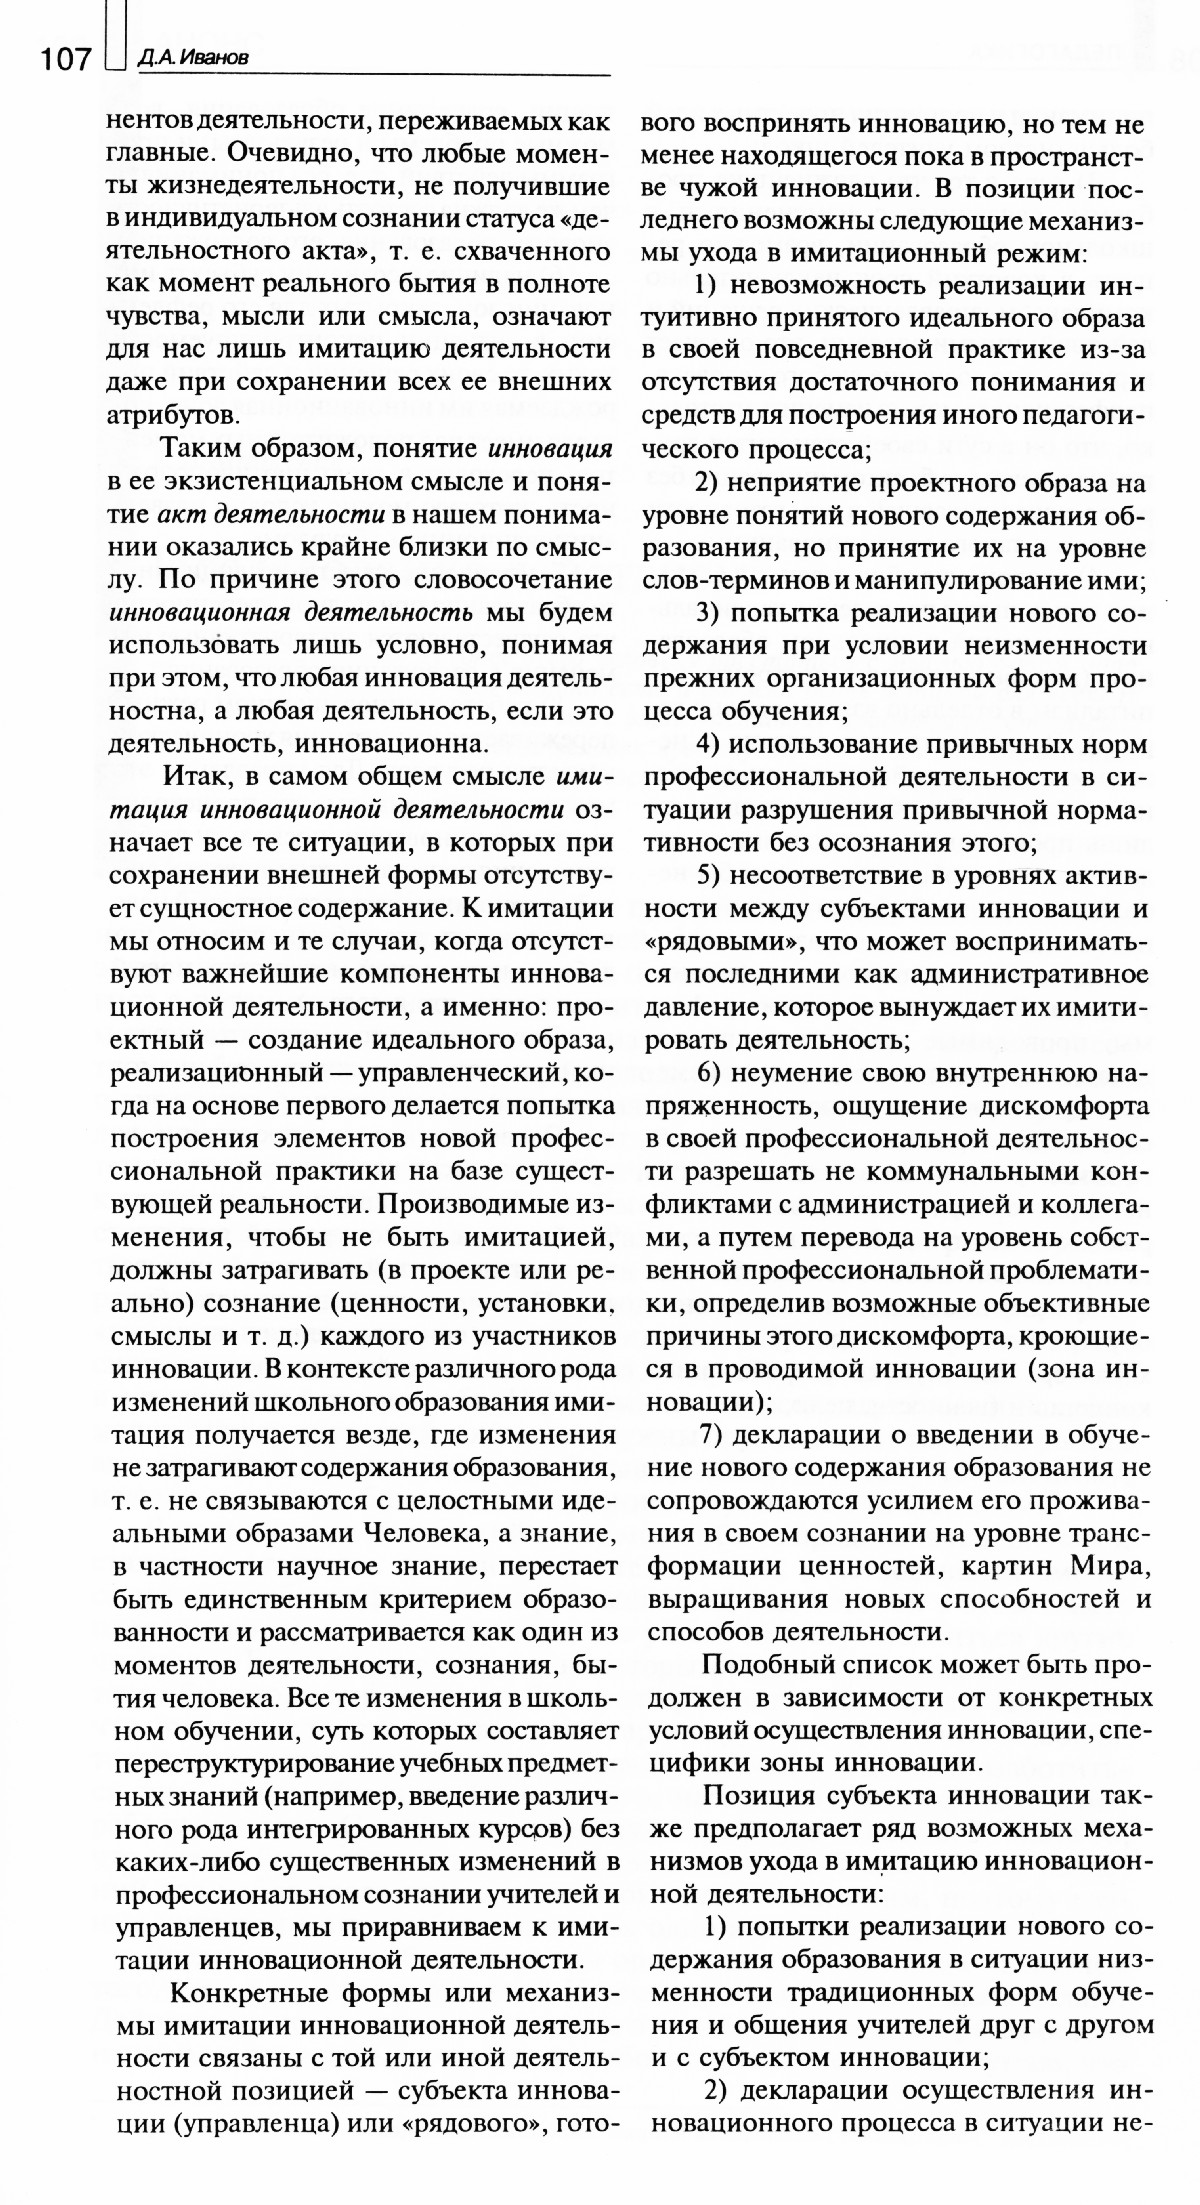 107
Д.А. Иванов
нентов деятельности, переживаемых как
главные. Очевидно, что любые момен-
ты жизнедеятельности, не получившие
в индивидуальном сознании статуса «де-
ятельностного акта», т. е. схваченного
как момент реального бытия в полноте
чувства, мысли или смысла, означают
для нас лишь имитацию деятельности
даже при сохранении всех ее внешних
атрибутов.
Таким образом, понятие инновация
в ее экзистенциальном смысле и поня-
тие акт деятельности в нашем понима-
нии оказались крайне близки по смыс-
лу. По причине этого словосочетание
инновационная деятельность мы будем
использовать лишь условно, понимая
при этом, что любая инновация деятель-
ностна, а любая деятельность, если это
деятельность, инновационна.
Итак, в самом общем смысле ими-
тация инновационной деятельности оз-
начает все те ситуации, в которых при
сохранении внешней формы отсутству-
ет сущностное содержание. К имитации
мы относим и те случаи, когда отсутст-
вуют важнейшие компоненты иннова-
ционной деятельности, а именно: про-
ектный — создание идеального образа,
реализационный — управленческий, ко-
гда на основе первого делается попытка
построения элементов новой профес-
сиональной практики на базе сущест-
вующей реальности. Производимые из-
менения, чтобы не быть имитацией,
должны затрагивать (в проекте или ре-
ально) сознание (ценности, установки,
смыслы и т. д.) каждого из участников
инновации. В контексте различного рода
изменений школьного образования ими-
тация получается везде, где изменения
не затрагивают содержания образования,
т. е. не связываются с целостными иде-
альными образами Человека, а знание,
в частности научное знание, перестает
быть единственным критерием образо-
ванности и рассматривается как один из
моментов деятельности, сознания, бы-
тия человека. Все те изменения в школь-
ном обучении, суть которых составляет
переструктурирование учебных предмет-
ных знаний (например, введение различ-
ного рода интегрированных курсов) без
каких-либо существенных изменений в
профессиональном сознании учителей и
управленцев, мы приравниваем к ими-
тации инновационной деятельности.
Конкретные формы или механиз-
мы имитации инновационной деятель-
ности связаны с той или иной деятель-
ностной позицией — субъекта иннова-
ции (управленца) или «рядового», гото-
вого воспринять инновацию, но тем не
менее находящегося пока в пространст-
ве чужой инновации. В позиции пос-
леднего возможны следующие механиз-
мы ухода в имитационный режим:
1) невозможность реализации ин-
туитивно принятого идеального образа
в своей повседневной практике из-за
отсутствия достаточного понимания и
средств для построения иного педагоги-
ческого процесса;
2) неприятие проектного образа на
уровне понятий нового содержания об-
разования, но принятие их на уровне
слов-терминов и манипулирование ими;
3) попытка реализации нового со-
держания при условии неизменности
прежних организационных форм про-
цесса обучения;
4) использование привычных норм
профессиональной деятельности в си-
туации разрушения привычной норма-
тивности без осознания этого;
5) несоответствие в уровнях актив-
ности между субъектами инновации и
«рядовыми», что может восприниматъ-
ся последними как административное
давление, которое вынуждает их имити-
ровать деятельность;
6) неумение свою внутреннюю на-
пряженность, ощущение дискомфорта
в своей профессиональной деятельнос-
ти разрешать не коммунальными кон-
фликтами с администрацией и коллега-
ми, а путем перевода на уровень собст-
венной профессиональной проблемати-
ки, определив возможные объективные
причины этого дискомфорта, кроющие-
ся в проводимой инновации (зона ин-
новации);
7) декларации о введении в обуче-
ние нового содержания образования не
сопровождаются усилием его прожива-
ния в своем сознании на уровне транс-
формации ценностей, картин Мира,
выращивания новых способностей и
способов деятельности.
Подобный список может быть про-
должен в зависимости от конкретных
условий осуществления инновации, спе-
цифики зоны инновации.
Позиция субъекта инновации так-
же предполагает ряд возможных меха-
низмов ухода в имитацию инновацион-
ной деятельности:
1) попытки реализации нового со-
держания образования в ситуации низ-
менности традиционных форм обуче-
ния и общения учителей друг с другом
и с субъектом инновации;
2) декларации осуществления ин-
новационного процесса в ситуации не-